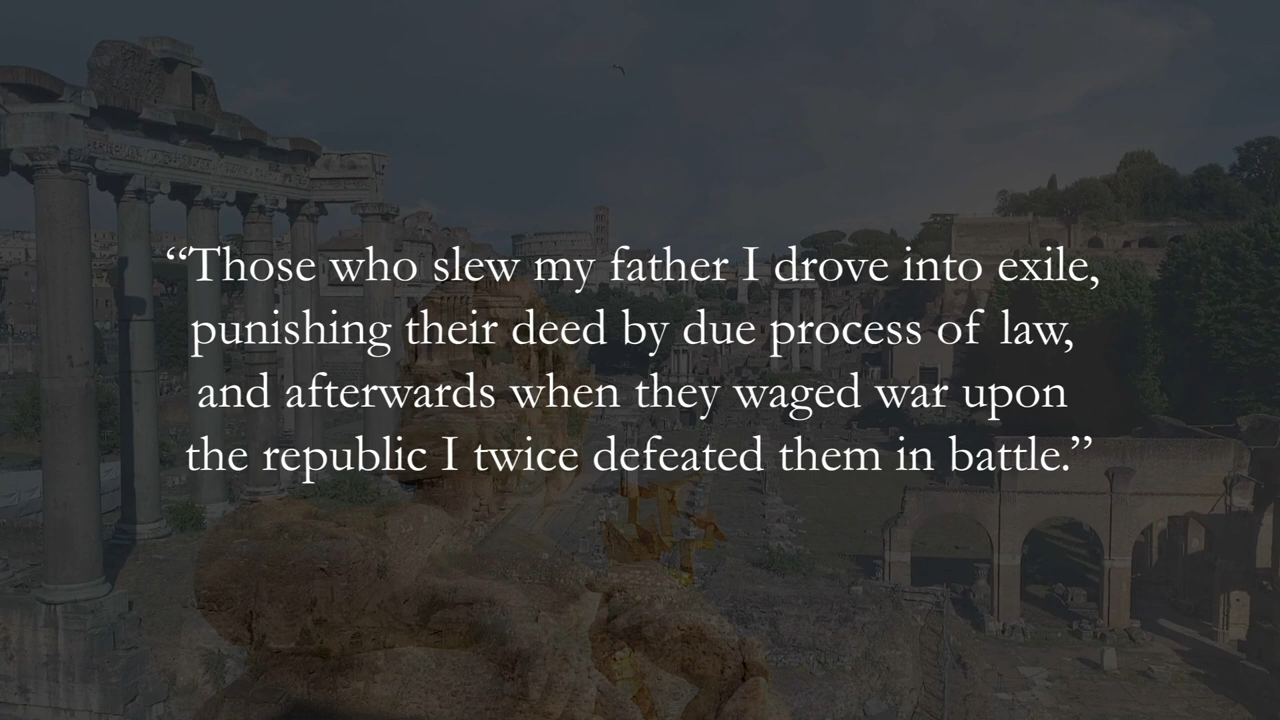 “Those who slew my father I drove into exile,
punishing their deed by due process of law,
and afterwards when they waged war upon
the republic I twice defeated them in battle.”